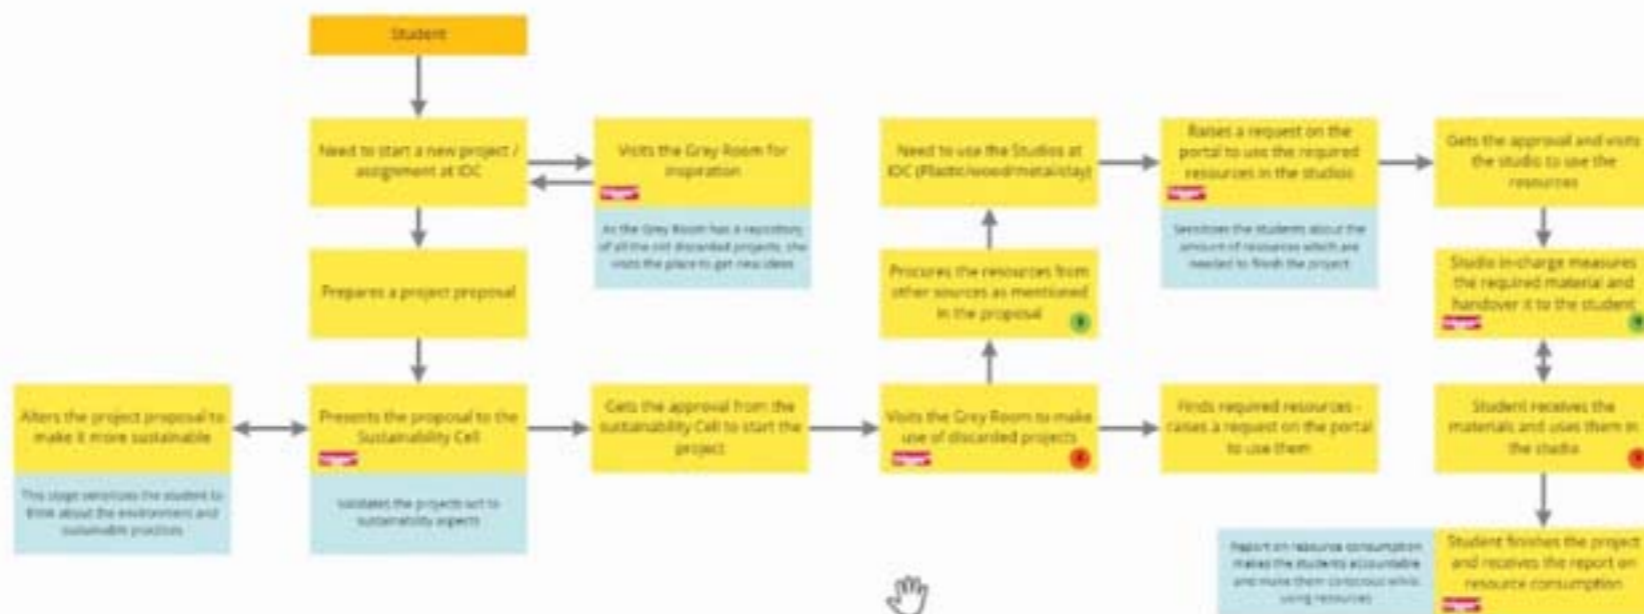 Student
Need to start a new project /
assignment at IDC
Visits the Grey Room for
inspiration
As the Grey Room has a repository
of all the old discarded projects, she
visits the place to get new ideas
Prepares a project proposal
Presents the proposal to the
Sustainability Cell
Validates the projects wrt to
sustainability aspects
Alters the project proposal to
make it more sustainable
This stage sensitizes the student to
think about the environment and
sustainable practices
Gets the approval from the
sustainability Cell to start the
project
Visits the Grey Room to make
use of discarded projects
Finds required resources -
raises a request on the portal
to use them
Procures the resources from
other sources as mentioned
in the proposal
Need to use the Studios at
IDC (Plastic/wood/metal/clay)
Raises a request on the
portal to use the required
resources in the studios
Sensitizes the students about the
amount of resources which are
needed to finish the project
Gets the approval and visits
the studio to use the
resources
Studio in-charge measures
the required material and
handover it to the student
Student receives the
materials and uses them in
the studio
Student finishes the project
and receives the report on
resource consumption
Report on resource consumption
makes the students accountable
and make them conscious while
using resources